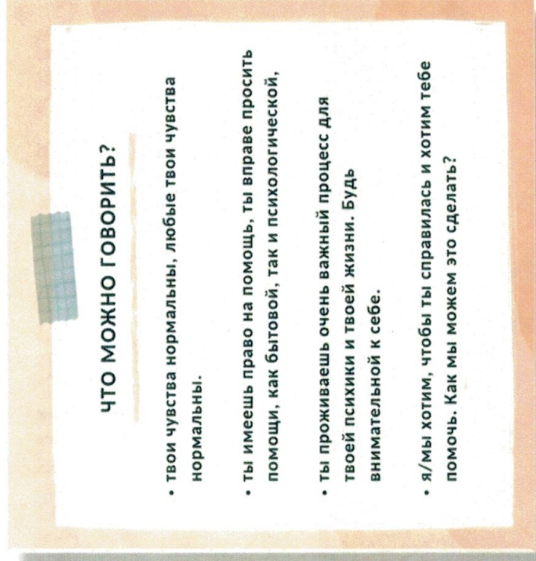 ЧТО МОЖНО ГОВОРИТЬ?
• твои чувства нормальны, любые твои чувства
нормальны.
• ты имеешь право на помощь, ты вправе просить
помощи, как бытовой, так и психологической,
• ты проживаешь очень важный процесс для
твоей психики и твоей жизни. Будь
внимательной к себе.
• я/мы хотим, чтобы ты справилась и хотим тебе
помочь. Как мы можем это сделать?